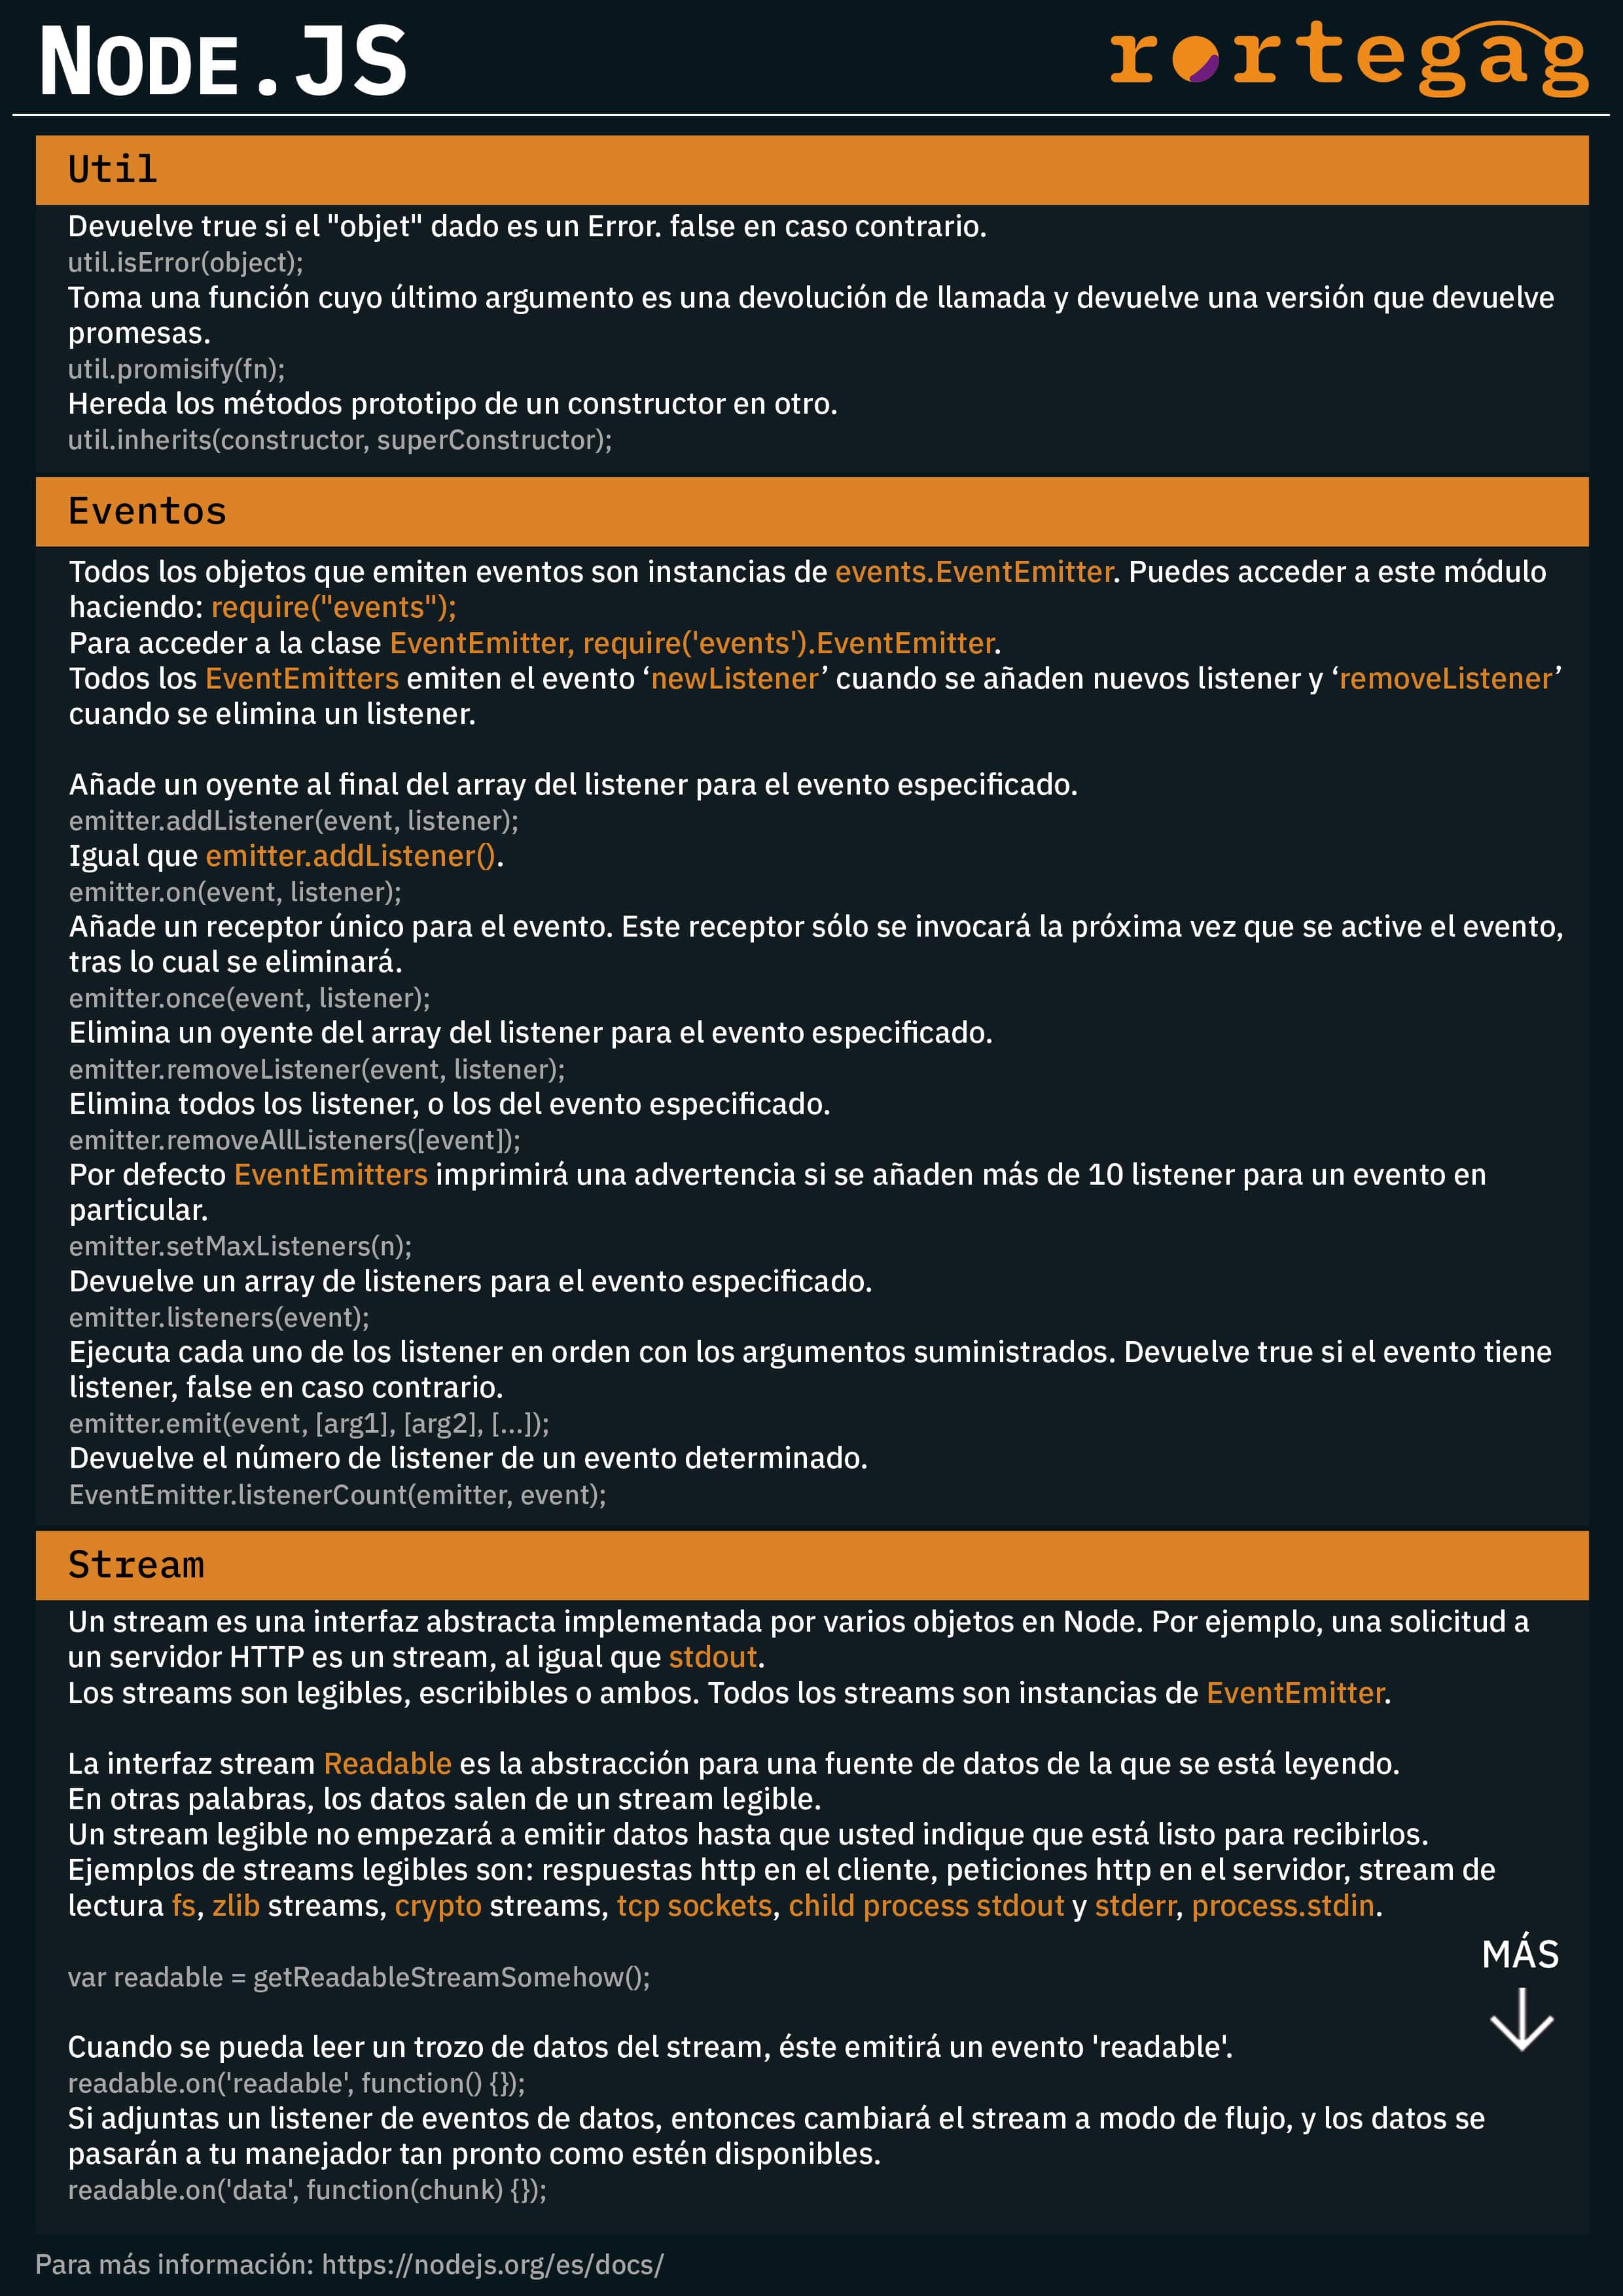 NODE.JS
rortegag
Util
Devuelve true si el "objet" dado es un Error. false en caso contrario.
util.isError(object);
Toma una función cuyo último argumento es una devolución de llamada y devuelve una versión que devuelve
promesas.
util.promisify(fn);
Hereda los métodos prototipo de un constructor en otro.
util.inherits(constructor, superConstructor);
Eventos
Todos los objetos que emiten eventos son instancias de events.EventEmitter. Puedes acceder a este módulo
haciendo: require("events");
Para acceder a la clase EventEmitter, require('events').EventEmitter.
Todos los EventEmitters emiten el evento ‘newListener’ cuando se añaden nuevos listener y ‘removeListener’
cuando se elimina un listener.
Añade un oyente al final del array del listener para el evento especificado.
emitter.addListener(event, listener);
Igual que emitter.addListener().
emitter.on(event, listener);
Añade un receptor único para el evento. Este receptor sólo se invocará la próxima vez que se active el evento,
tras lo cual se eliminará.
emitter.once(event, listener);
Elimina un oyente del array del listener para el evento especificado.
emitter.removeListener(event, listener);
Elimina todos los listener, o los del evento especificado.
emitter.removeAllListeners([event]);
Por defecto EventEmitters imprimirá una advertencia si se añaden más de 10 listener para un evento en
particular.
emitter.setMaxListeners(n);
Devuelve un array de listeners para el evento especificado.
emitter.listeners(event);
Ejecuta cada uno de los listener en orden con los argumentos suministrados. Devuelve true si el evento tiene
listener, false en caso contrario.
emitter.emit(event, [arg1], [arg2], [...]);
Devuelve el número de listener de un evento determinado.
EventEmitter.listenerCount(emitter, event);
Stream
Un stream es una interfaz abstracta implementada por varios objetos en Node. Por ejemplo, una solicitud a
un servidor HTTP es un stream, al igual que stdout.
Los streams son legibles, escribibles o ambos. Todos los streams son instancias de EventEmitter.
La interfaz stream Readable es la abstracción para una fuente de datos de la que se está leyendo.
En otras palabras, los datos salen de un stream legible.
Un stream legible no empezará a emitir datos hasta que usted indique que está listo para recibirlos.
Ejemplos de streams legibles son: respuestas http en el cliente, peticiones http en el servidor, stream de
lectura fs, zlib streams, crypto streams, tcp sockets, child process stdout y stderr, process.stdin.
MÁS
var readable = getReadableStreamSomehow();
Cuando se pueda leer un trozo de datos del stream, éste emitirá un evento 'readable'.
readable.on('readable', function() {});
Si adjuntas un listener de eventos de datos, entonces cambiará el stream a modo de flujo, y los datos se
pasarán a tu manejador tan pronto como estén disponibles.
readable.on('data', function(chunk) {});
Para más información: https://nodejs.org/es/docs/